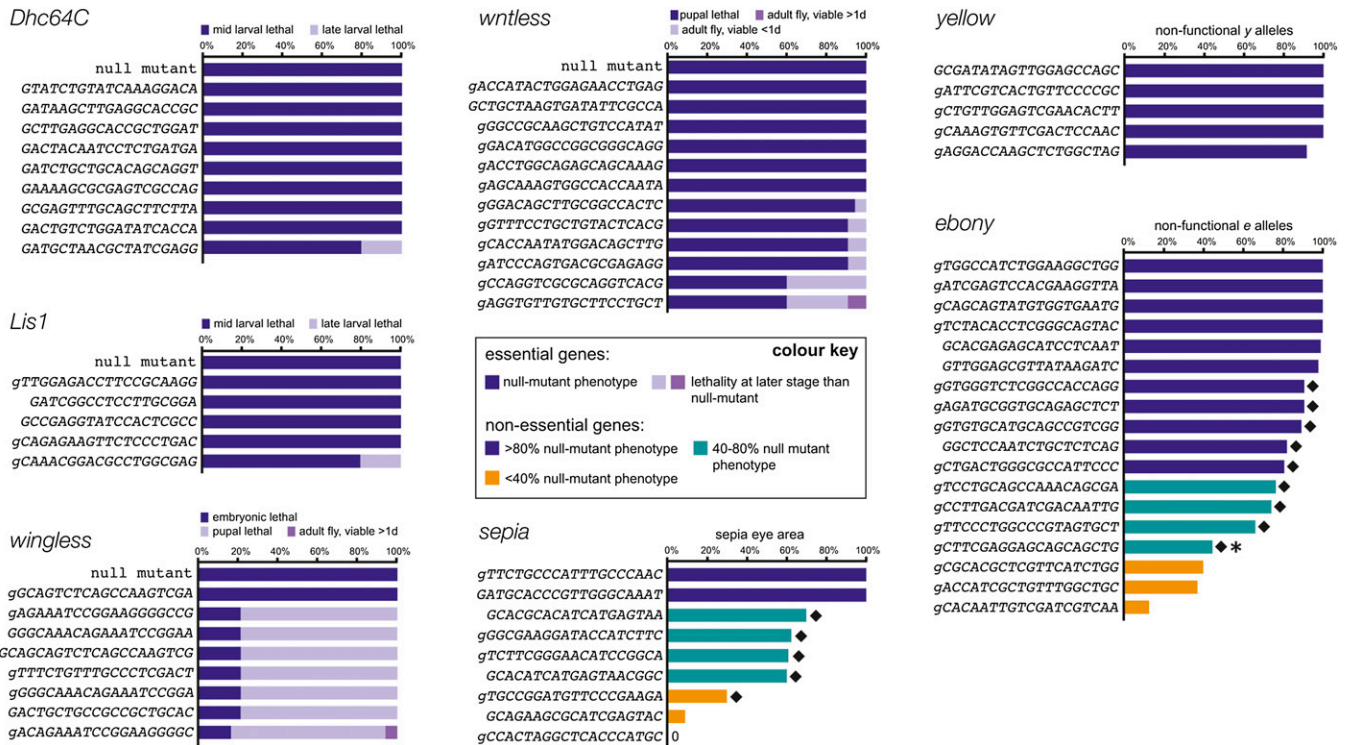 Dhc64C
mid larval lethal late larval lethal
0% 20% 40% 60% 80% 100%
null mutant
GTATCTGTATCAAAGGACA
GATAAGCTTGAGGCACCGC
GCTTGAGGCACCGCTGGAT
GACTACAATCCTCTGATGA
GATCTGCTGCACAGCAGGT
GAAAAGCGCGAGTCGCCAG
GCGAGTTTGCAGCTTCTTA
GACTGTCTGGATATCACCA
GATGCTAACGCTATCGAGG
Lis1
mid larval lethal late larval lethal
0% 20% 40% 60% 80% 100%
null mutant
gTTGGAGACCTTCCGCAAGG
GATCGGCCTCCTTGCGGA
GCCGAGGTATCCACTCGCC
gCAGAGAAGTTCTCCCTGAC
gCAAACGGACGCCTGGCGAG
wingless
embryonic lethal
pupal lethal adult fly, viable >1d
0% 20% 40% 60% 80% 100%
null mutant
gGCAGTCTCAGCCAAGTCGA
gAGAAATCCGGAAGGGGCCG
GGGCAAACAGAAATCCGGAA
GCAGCAGTCTCAGCCAAGTCG
gTTTCTGTTTGCCCTCGACT
gGGGCAAACAGAAATCCGGA
GACTGCTGCCGCCGCTGCAC
gACAGAAATCCGGAAGGGGC
wntless
pupal lethal adult fly, viable >1d
adult fly, viable <1d
0% 20% 40% 60% 80% 100%
null mutant
gACCATACTGGAGAACCTGAG
GCTGCTAAGTGATATTCGCCA
gGGCCGCAAGCTGTCCATAT
gGACATGGCCGGCGGGCAGG
gACCTGGCAGAGCAGCAAAG
gAGCAAAGTGGCCACCAATA
gGGACAGCTTGCGGCCACTC
gGTTTCCTGCTGTACTCACG
gCACCAATATGGACAGCTTG
gATCCCAGTGACGCGAGAGG
gCCAGGTCGCGCAGGTCACG
gAGGTGTTGTGCTTCCTGCT
colour key
essential genes:
null-mutant phenotype
lethality at later stage than
null-mutant
non-essential genes:
>80% null-mutant phenotype
40-80% null mutant
phenotype
<40% null-mutant phenotype
sepia
sepia eye area
0% 20% 40% 60% 80% 100%
gTTCTGCCCATTTGCCCAAC
GATGCACCCGTTGGGCAAAT
GCACGCACATCATGAGTAA
gGGCGAAGGATACCATCTTC
gTCTTCGGGAACATCCGGCA
GCACATCATGAGTAACGGC
gTGCCGGATGTTCCCGAAGA
GCAGAAGCGCATCGAGTAC
gCCACTAGGCTCACCCATGC 0
yellow
non-functional y alleles
0% 20% 40% 60% 80% 100%
GCGATATAGTTGGAGCCAGC
gATTCGTCACTGTTCCCCGC
gCTGTTGGAGTCGAACACTT
gCAAAGTGTTCGACTCCAAC
gAGGACCAAGCTCTGGCTAG
ebony
non-functional e alleles
0% 20% 40% 60% 80% 100%
gTGGCCATCTGGAAGGCTGG
gATCGAGTCCACGAAGGTTA
gCAGCAGTATGTGGTGAATG
gTCTACACCTCGGGCAGTAC
GCACGAGAGCATCCTCAAT
GTTGGAGCGTTATAAGATC
gGTGGGTCTCGGCCACCAGG
gAGATGCGGTGCAGAGCTCT
gGTGTGCATGCAGCCGTCGG
GGCTCCAATCTGCTCTCAG
gCTGACTGGGCGCCATTCCC
gTCCTGCAGCCAAACAGCGA
gCCTTGACGATCGACAATTG
gTTCCCTGGCCCGTAGTGCT
gCTTCGAGGAGCAGCAGCTG *
gCGCACGCTCGTTCATCTGG
gACCATCGCTGTTTGGCTGC
gCACAATTGTCGATCGTCAA